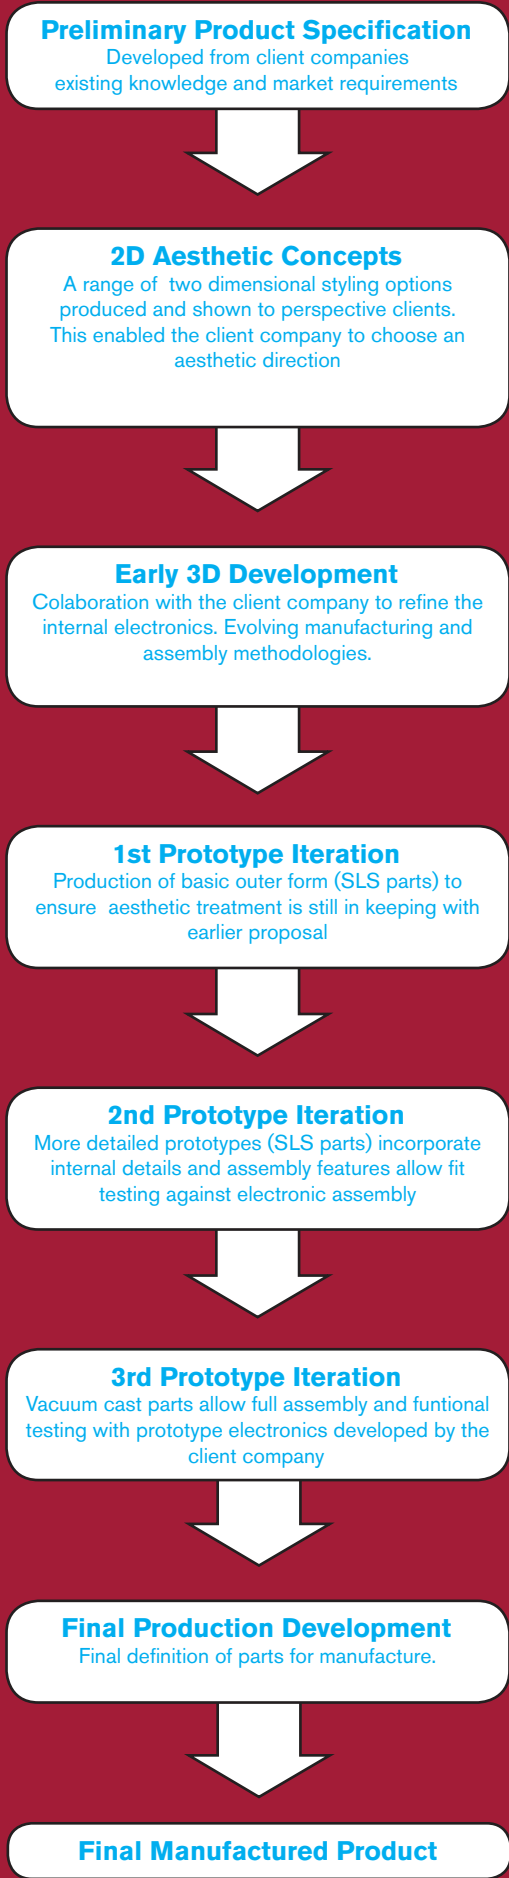 Preliminary Product Specification
Developed from client companies
existing knowledge and market requirements
2D Aesthetic Concepts
A range of  two dimensional styling options
produced and shown to perspective clients.
This enabled the client company to choose an
aesthetic direction
Early 3D Development
Colaboration with the client company to refine the
internal electronics. Evolving manufacturing and
assembly methodologies.
1st Prototype Iteration
Production of basic outer form (SLS parts) to
ensure  aesthetic treatment is still in keeping with
earlier proposal
2nd Prototype Iteration
More detailed prototypes (SLS parts) incorporate
internal details and assembly features allow fit
testing against electronic assembly
3rd Prototype Iteration
Vacuum cast parts allow full assembly and funtional
testing with prototype electronics developed by the
client company
Final Production Development
Final definition of parts for manufacture.
Final Manufactured Product